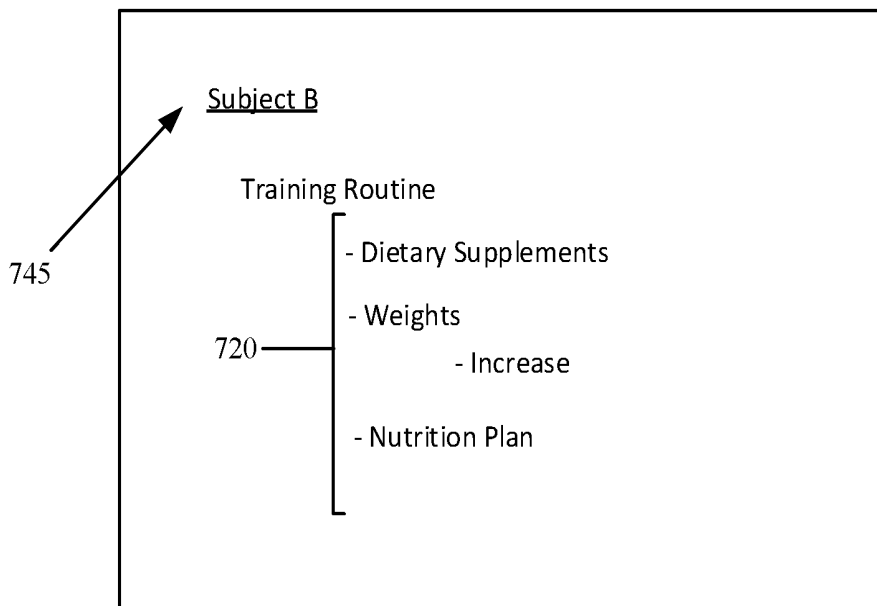 Subject B
Training Routine
- Dietary Supplements
- Weights
- Increase
- Nutrition Plan
745
720